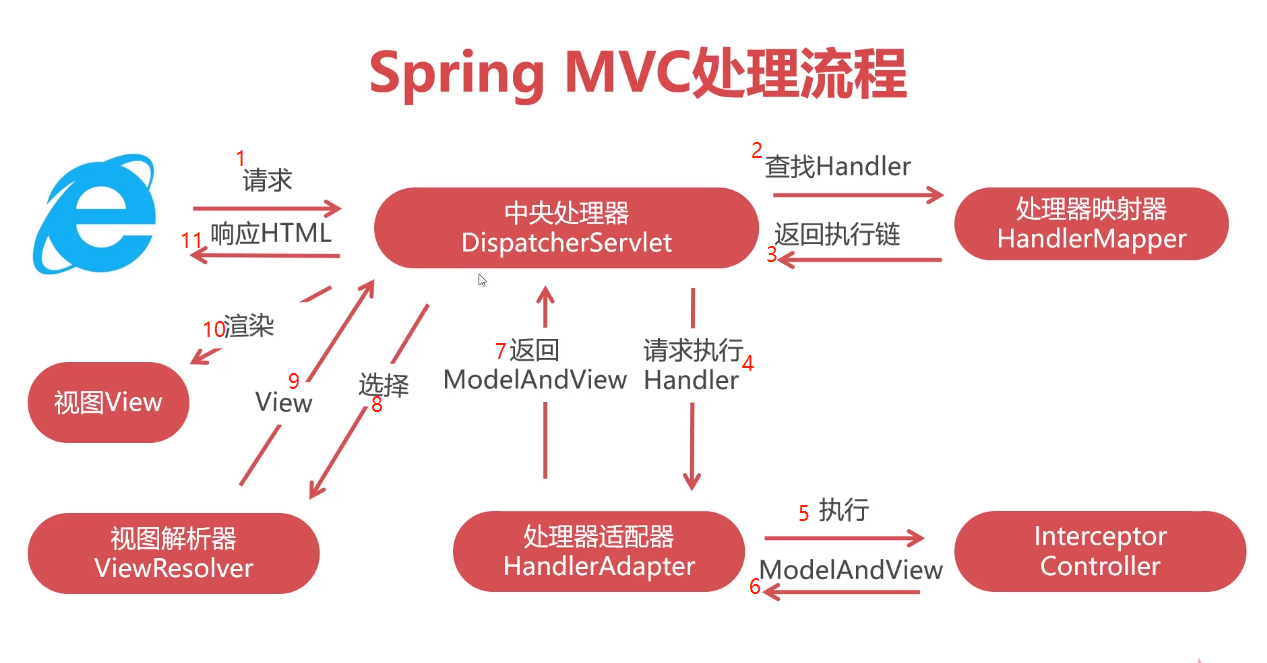 Spring MVC处理流程
1
请求
响应HTML
11
中央处理器
DispatcherServlet
2
查找Handler
返回执行链
3
处理器映射器
HandlerMapper
10渲染
视图View
9
View
选择
8
7返回
ModelAndView
请求执行
Handler
4
视图解析器
ViewResolver
处理器适配器
HandlerAdapter
5 执行
ModelAndView
6
Interceptor
Controller